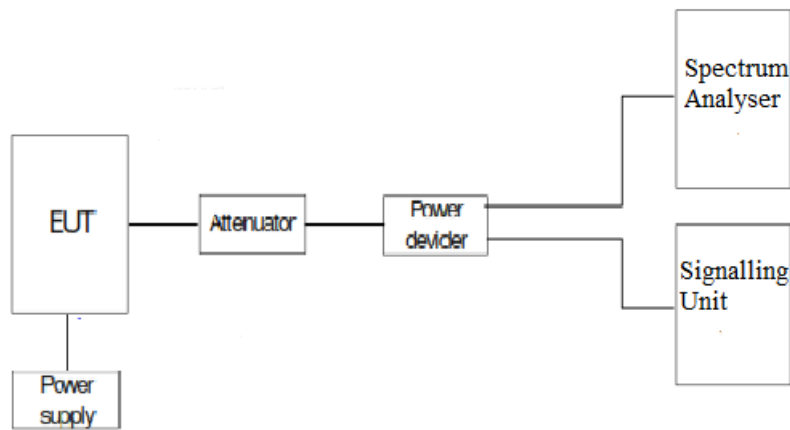 Spectrum
Analyser
EUT
Attenuator
Power
devider
Signalling
Unit
Power
supply